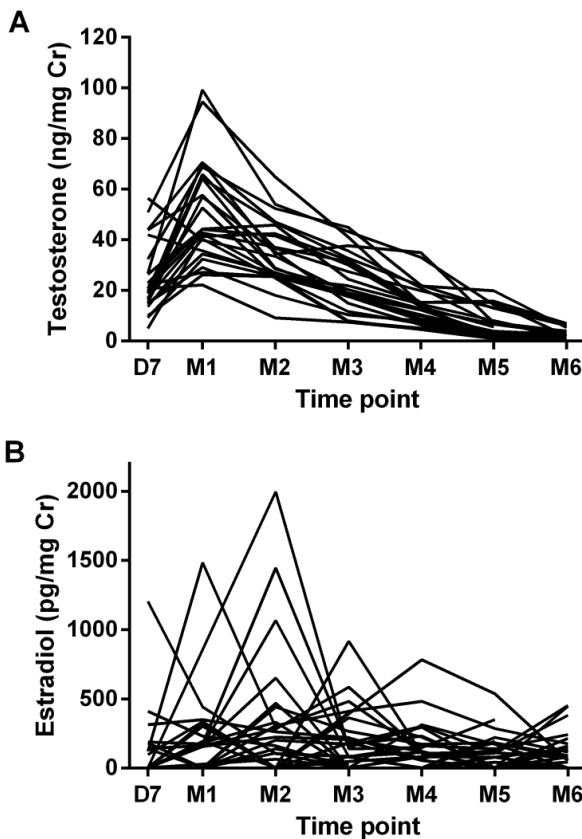 A
Testosterone (ng/mg Cr)
120
100
80
60
40
20
0
D7 M1 M2 M3 M4 M5 M6
Time point
B
Estradiol (pg/mg Cr)
2000
1500
1000
500
0
D7 M1 M2 M3 M4 M5 M6
Time point